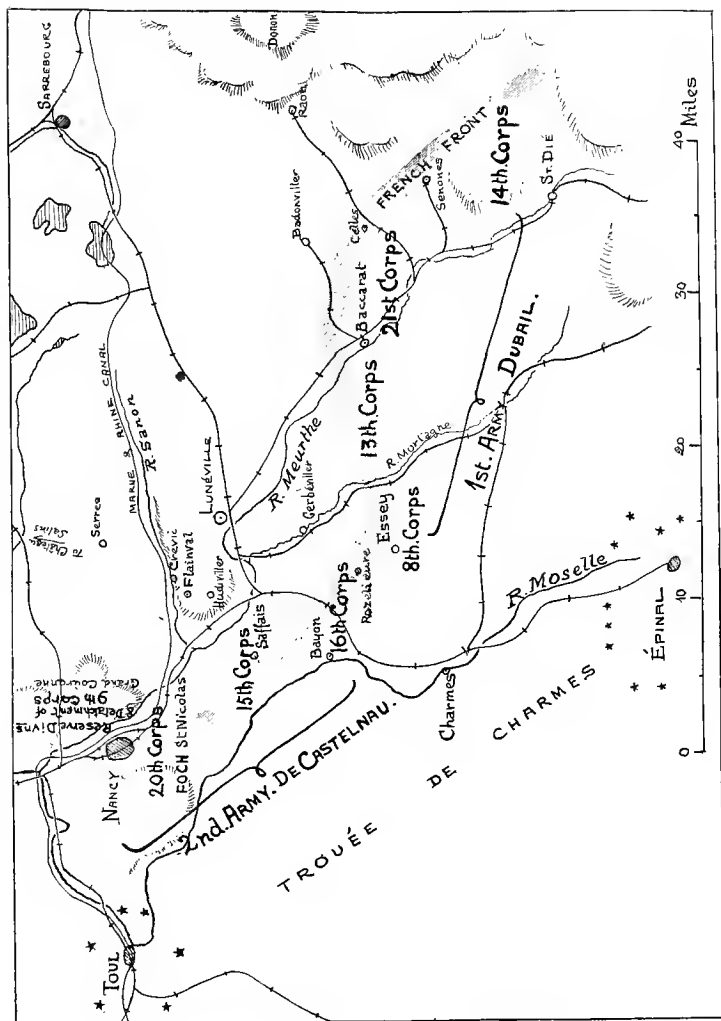 SARREBOURG
DONON
Raon
Badonviller
Celles
FRENCH FRONT
Senones
14th. Corps
ST. DIÉ
21st Corps
Baccarat
13th. Corps
R. Meurthe
MARNE & RHINE CANAL
R. Sanon
LUNÉVILLE
Serres
TO Château
Salins
Crévic
Flainval
Hudiviller
Gerbéviller
R. Mortagne
1st. ARMY DUBAIL.
Essey
8th. Corps
Rozelieure
16th Corps
Bayon
15th. Corps
Saffais
R. Moselle
Charmes
ÉPINAL
Grand Couronné
9th Corps
& Detachment of
Reserve Divns
NANCY
20th Corps
FOCH ST Nicolas
2nd. ARMY. DE CASTELNAU.
TROUÉE DE CHARMES
TOUL
0 10 20 30 40 Miles